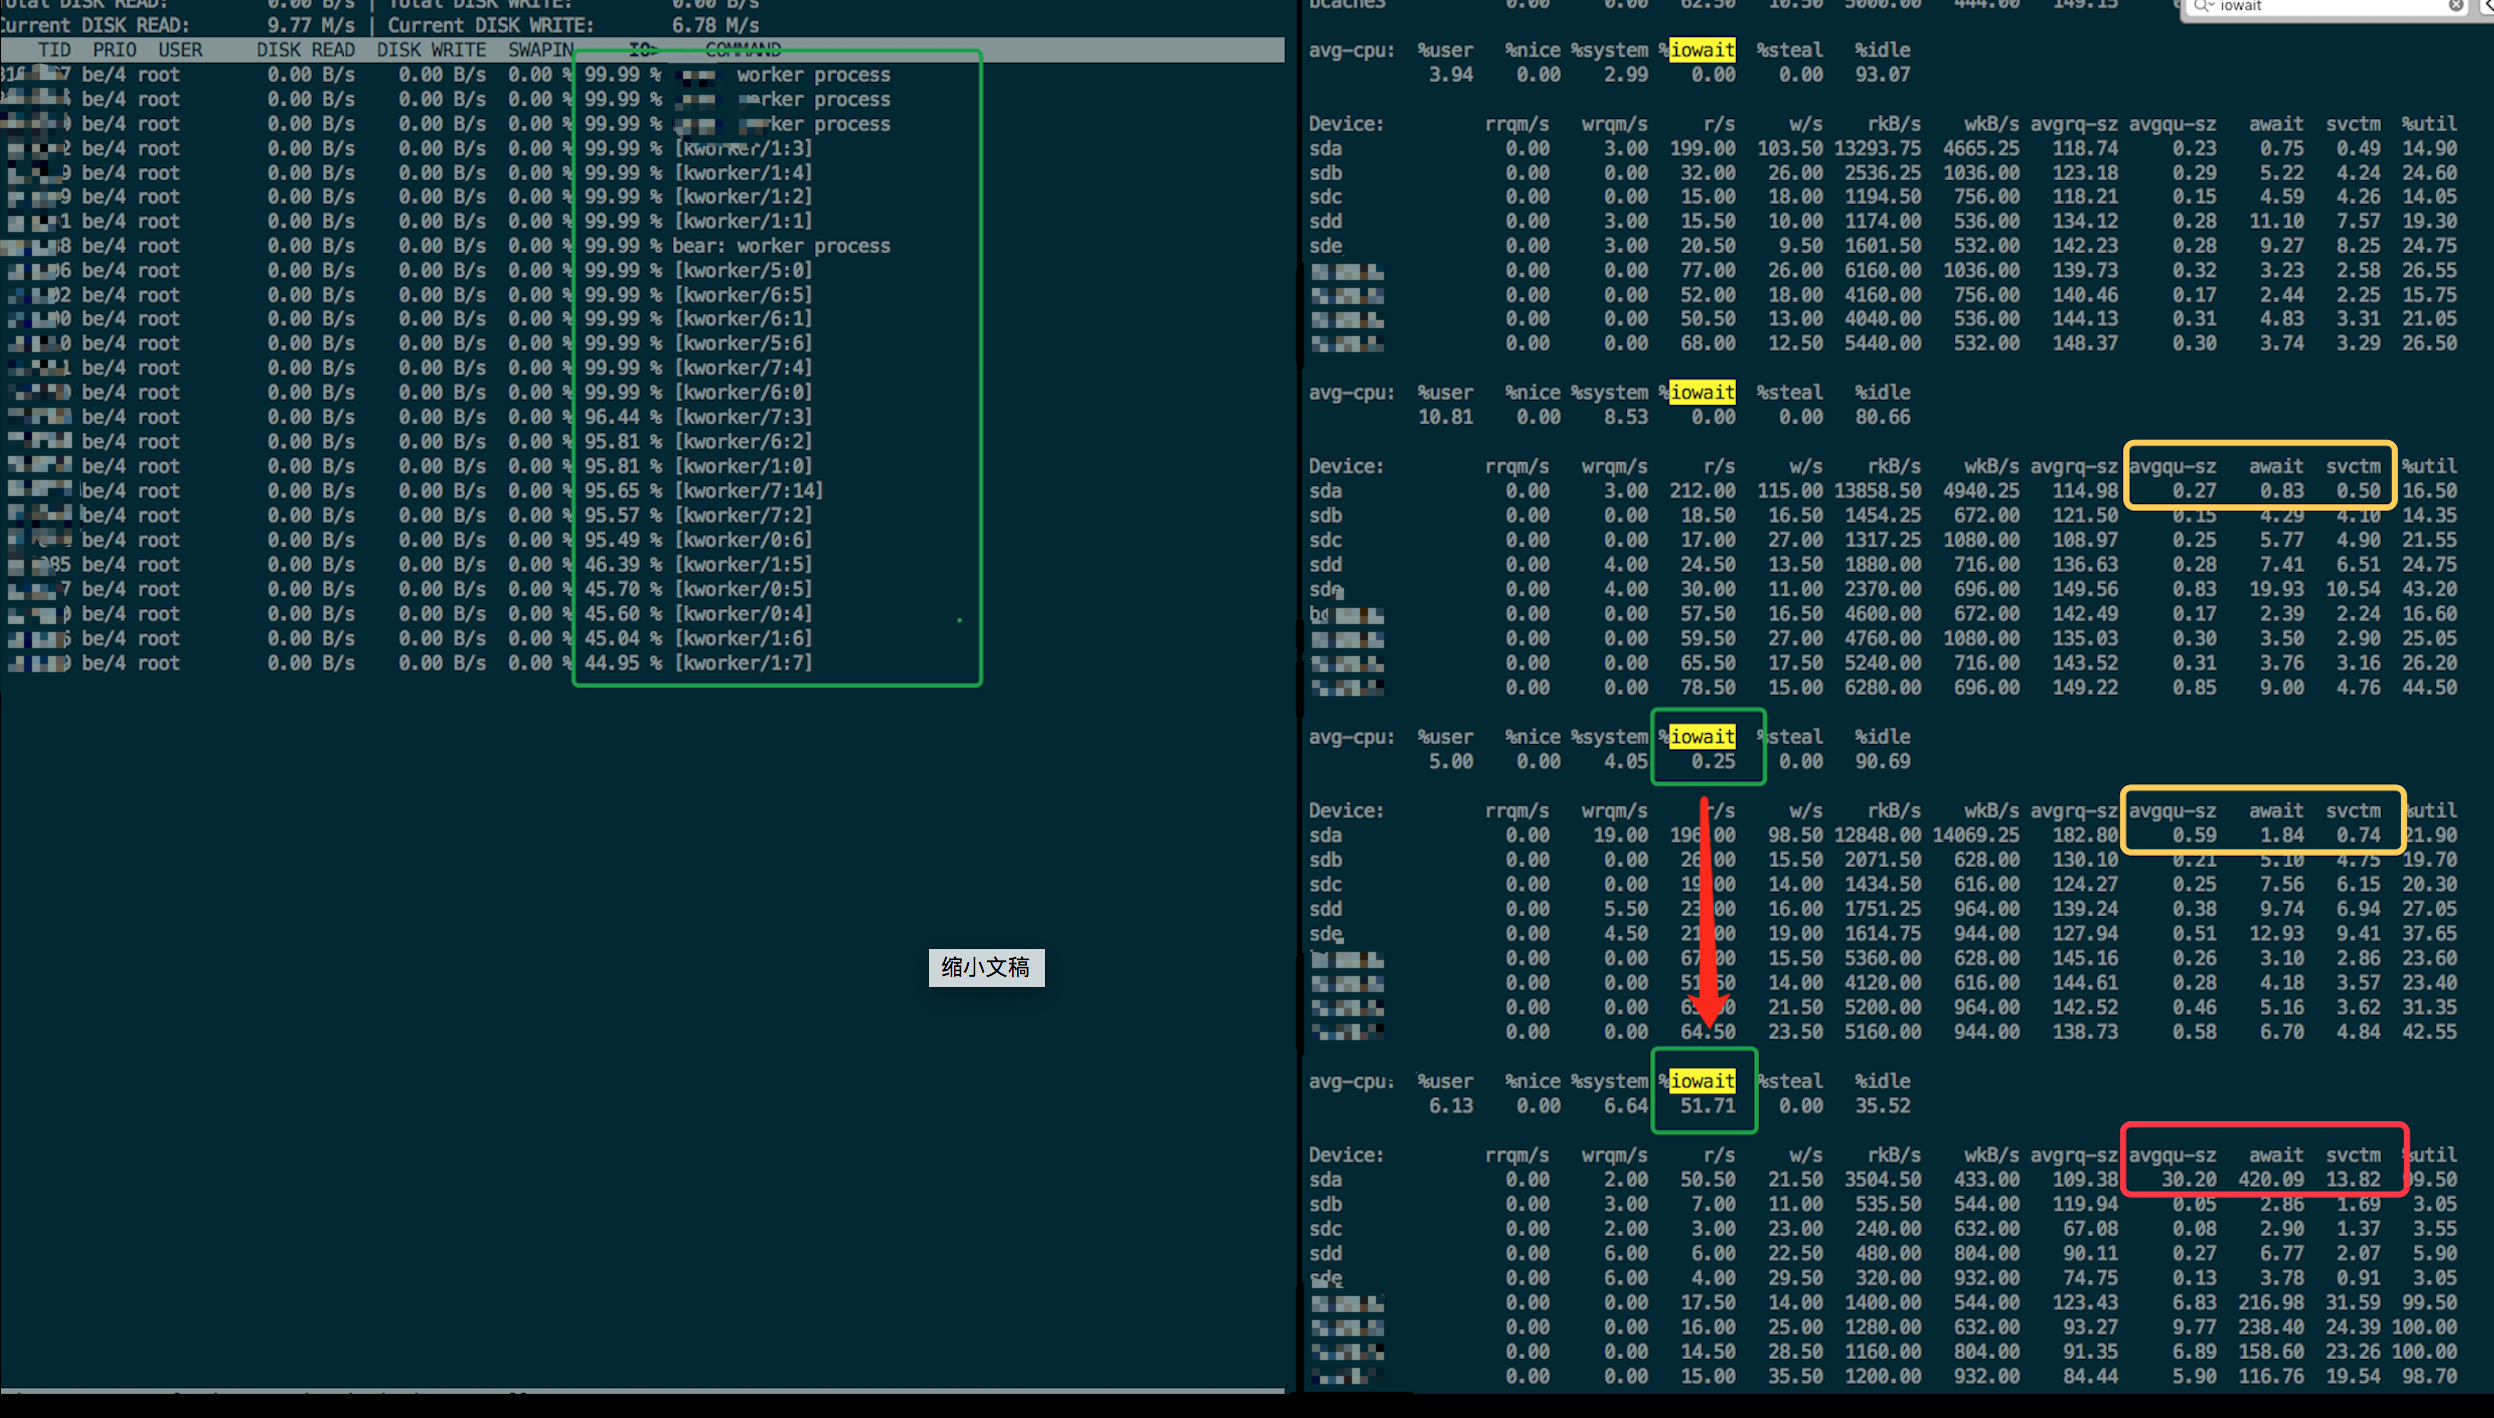 Total DISK READ: 0.00 B/s | Total DISK WRITE: 0.00 B/s
Current DISK READ: 9.77 M/s | Current DISK WRITE: 6.78 M/s
TID PRIO USER DISK READ DISK WRITE SWAPIN IO> COMMAND
be/4 root 0.00 B/s 0.00 B/s 0.00 % 99.99 % worker process
be/4 root 0.00 B/s 0.00 B/s 0.00 % 99.99 % worker process
be/4 root 0.00 B/s 0.00 B/s 0.00 % 99.99 % worker process
be/4 root 0.00 B/s 0.00 B/s 0.00 % 99.99 % [kworker/1:3]
be/4 root 0.00 B/s 0.00 B/s 0.00 % 99.99 % [kworker/1:4]
be/4 root 0.00 B/s 0.00 B/s 0.00 % 99.99 % [kworker/1:2]
be/4 root 0.00 B/s 0.00 B/s 0.00 % 99.99 % [kworker/1:1]
be/4 root 0.00 B/s 0.00 B/s 0.00 % 99.99 % bear: worker process
be/4 root 0.00 B/s 0.00 B/s 0.00 % 99.99 % [kworker/5:0]
be/4 root 0.00 B/s 0.00 B/s 0.00 % 99.99 % [kworker/6:5]
be/4 root 0.00 B/s 0.00 B/s 0.00 % 99.99 % [kworker/6:1]
be/4 root 0.00 B/s 0.00 B/s 0.00 % 99.99 % [kworker/5:6]
be/4 root 0.00 B/s 0.00 B/s 0.00 % 99.99 % [kworker/7:4]
be/4 root 0.00 B/s 0.00 B/s 0.00 % 99.99 % [kworker/6:0]
be/4 root 0.00 B/s 0.00 B/s 0.00 % 96.44 % [kworker/7:3]
be/4 root 0.00 B/s 0.00 B/s 0.00 % 95.81 % [kworker/6:2]
be/4 root 0.00 B/s 0.00 B/s 0.00 % 95.81 % [kworker/1:0]
be/4 root 0.00 B/s 0.00 B/s 0.00 % 95.65 % [kworker/7:14]
be/4 root 0.00 B/s 0.00 B/s 0.00 % 95.57 % [kworker/7:2]
be/4 root 0.00 B/s 0.00 B/s 0.00 % 95.49 % [kworker/0:6]
be/4 root 0.00 B/s 0.00 B/s 0.00 % 46.39 % [kworker/1:5]
be/4 root 0.00 B/s 0.00 B/s 0.00 % 45.70 % [kworker/0:5]
be/4 root 0.00 B/s 0.00 B/s 0.00 % 45.60 % [kworker/0:4]
be/4 root 0.00 B/s 0.00 B/s 0.00 % 45.04 % [kworker/1:6]
be/4 root 0.00 B/s 0.00 B/s 0.00 % 44.95 % [kworker/1:7]
缩小文稿
iowait
bcache3 0.00 0.00 62.50 10.50 5000.00 444.00 149.15
avg-cpu: %user %nice %system %iowait %steal %idle
3.94 0.00 2.99 0.00 0.00 93.07
Device: rrqm/s wrqm/s r/s w/s rkB/s wkB/s avgrq-sz avgqu-sz await svctm %util
sda 0.00 3.00 199.00 103.50 13293.75 4665.25 118.74 0.23 0.75 0.49 14.90
sdb 0.00 0.00 32.00 26.00 2536.25 1036.00 123.18 0.29 5.22 4.24 24.60
sdc 0.00 0.00 15.00 18.00 1194.50 756.00 118.21 0.15 4.59 4.26 14.05
sdd 0.00 3.00 15.50 10.00 1174.00 536.00 134.12 0.28 11.10 7.57 19.30
sde 0.00 3.00 20.50 9.50 1601.50 532.00 142.23 0.28 9.27 8.25 24.75
0.00 0.00 77.00 26.00 6160.00 1036.00 139.73 0.32 3.23 2.58 26.55
0.00 0.00 52.00 18.00 4160.00 756.00 140.46 0.17 2.44 2.25 15.75
0.00 0.00 50.50 13.00 4040.00 536.00 144.13 0.31 4.83 3.31 21.05
0.00 0.00 68.00 12.50 5440.00 532.00 148.37 0.30 3.74 3.29 26.50
avg-cpu: %user %nice %system %iowait %steal %idle
10.81 0.00 8.53 0.00 0.00 80.66
Device: rrqm/s wrqm/s r/s w/s rkB/s wkB/s avgrq-sz avgqu-sz await svctm %util
sda 0.00 3.00 212.00 115.00 13858.50 4940.25 114.98 0.27 0.83 0.50 16.50
sdb 0.00 0.00 18.50 16.50 1454.25 672.00 121.50 0.15 4.29 4.10 14.35
sdc 0.00 0.00 17.00 27.00 1317.25 1080.00 108.97 0.25 5.77 4.90 21.55
sdd 0.00 4.00 24.50 13.50 1880.00 716.00 136.63 0.28 7.41 6.51 24.75
sde 0.00 4.00 30.00 11.00 2370.00 696.00 149.56 0.83 19.93 10.54 43.20
0.00 0.00 57.50 16.50 4600.00 672.00 142.49 0.17 2.39 2.24 16.60
0.00 0.00 59.50 27.00 4760.00 1080.00 135.03 0.30 3.50 2.90 25.05
0.00 0.00 65.50 17.50 5240.00 716.00 143.52 0.31 3.76 3.16 26.20
0.00 0.00 78.50 15.00 6280.00 696.00 149.22 0.85 9.00 4.76 44.50
avg-cpu: %user %nice %system %iowait %steal %idle
5.00 0.00 4.05 0.25 0.00 90.69
Device: rrqm/s wrqm/s r/s w/s rkB/s wkB/s avgrq-sz avgqu-sz await svctm %util
sda 0.00 19.00 196.00 98.50 12848.00 14069.25 182.80 0.59 1.84 0.74 21.90
sdb 0.00 0.00 15.50 2071.50 628.00 130.10 0.21 5.10 4.75 19.70
sdc 0.00 0.00 14.00 1434.50 616.00 124.27 0.25 7.56 6.15 20.30
sdd 0.00 5.50 16.00 1751.25 964.00 139.24 0.38 9.74 6.94 27.05
sde 0.00 4.50 19.00 1614.75 944.00 127.94 0.51 12.93 9.41 37.65
0.00 0.00 15.50 5360.00 628.00 145.16 0.26 3.10 2.86 23.60
0.00 0.00 14.00 4120.00 616.00 144.61 0.28 4.18 3.57 23.40
0.00 0.00 21.50 5200.00 964.00 142.52 0.46 5.16 3.62 31.35
0.00 0.00 64.50 23.50 5160.00 944.00 138.73 0.58 6.70 4.84 42.55
avg-cpu: %user %nice %system %iowait %steal %idle
6.13 0.00 6.64 51.71 0.00 35.52
Device: rrqm/s wrqm/s r/s w/s rkB/s wkB/s avgrq-sz avgqu-sz await svctm %util
sda 0.00 2.00 50.50 21.50 3504.50 433.00 109.38 30.20 420.09 13.82 99.50
sdb 0.00 3.00 7.00 11.00 535.50 544.00 119.94 0.05 2.86 1.69 3.05
sdc 0.00 2.00 3.00 23.00 240.00 632.00 67.08 0.08 2.90 1.37 3.55
sdd 0.00 6.00 6.00 22.50 480.00 804.00 90.11 0.27 6.77 2.07 5.90
sde 0.00 6.00 4.00 29.50 320.00 932.00 74.75 0.13 3.78 0.91 3.05
0.00 0.00 17.50 14.00 1400.00 544.00 123.43 6.83 216.98 31.59 99.50
0.00 0.00 16.00 25.00 1280.00 632.00 93.27 9.77 238.40 24.39 100.00
0.00 0.00 14.50 28.50 1160.00 804.00 91.35 6.89 158.60 23.26 100.00
0.00 0.00 15.00 35.50 1200.00 932.00 84.44 5.90 116.76 19.54 98.70